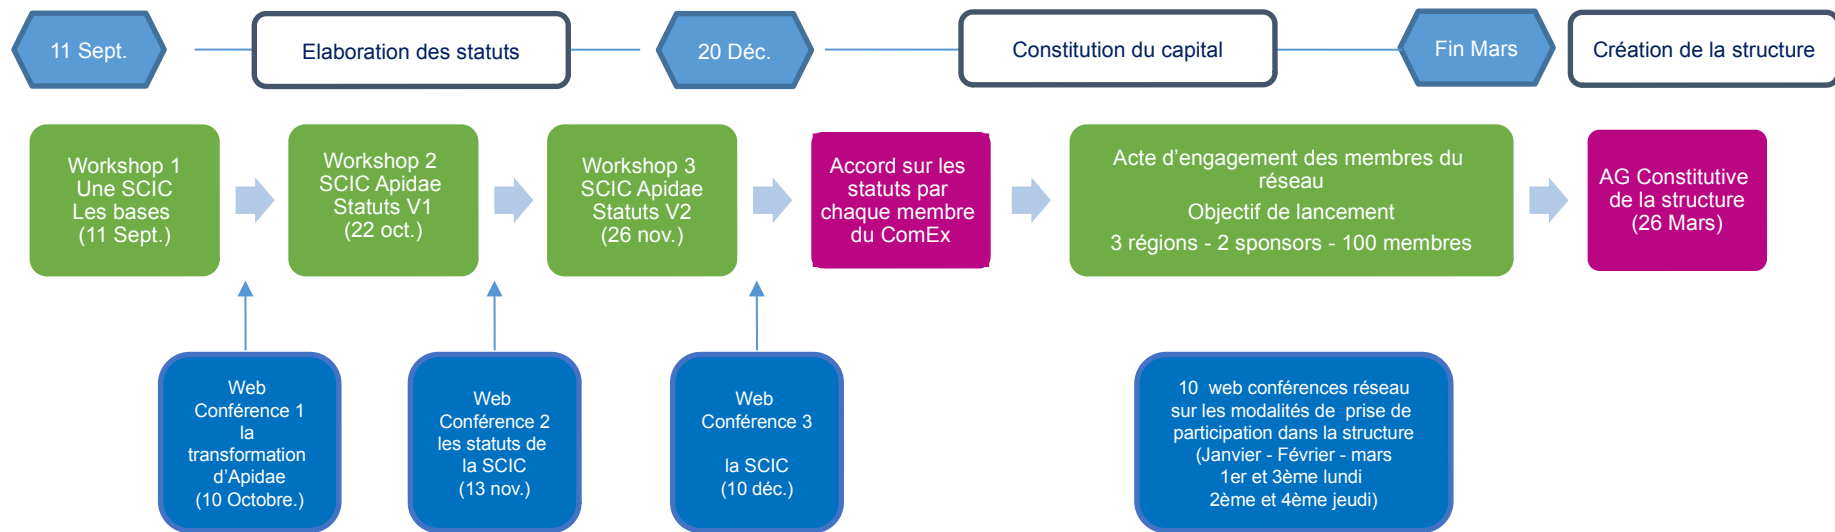 11 Sept.
Elaboration des statuts
20 Déc.
Constitution du capital
Fin Mars
Création de la structure
Workshop 1
Une SCIC
Les bases
(11 Sept.)
Workshop 2
SCIC Apidae
Statuts V1
(22 oct.)
Workshop 3
SCIC Apidae
Statuts V2
(26 nov.)
Accord sur les
statuts par
chaque membre
du ComEx
Acte d’engagement des membres du
réseau
Objectif de lancement
3 régions - 2 sponsors - 100 membres
AG Constitutive
de la structure
(26 Mars)
Web
Conférence 1
la
transformation
d’Apidae
(10 Octobre.)
Web
Conférence 2
les statuts de
la SCIC
(13 nov.)
Web
Conférence 3
la SCIC
(10 déc.)
10 web conférences réseau
sur les modalités de prise de
participation dans la structure
(Janvier - Février - mars
1er et 3ème lundi
2ème et 4ème jeudi)